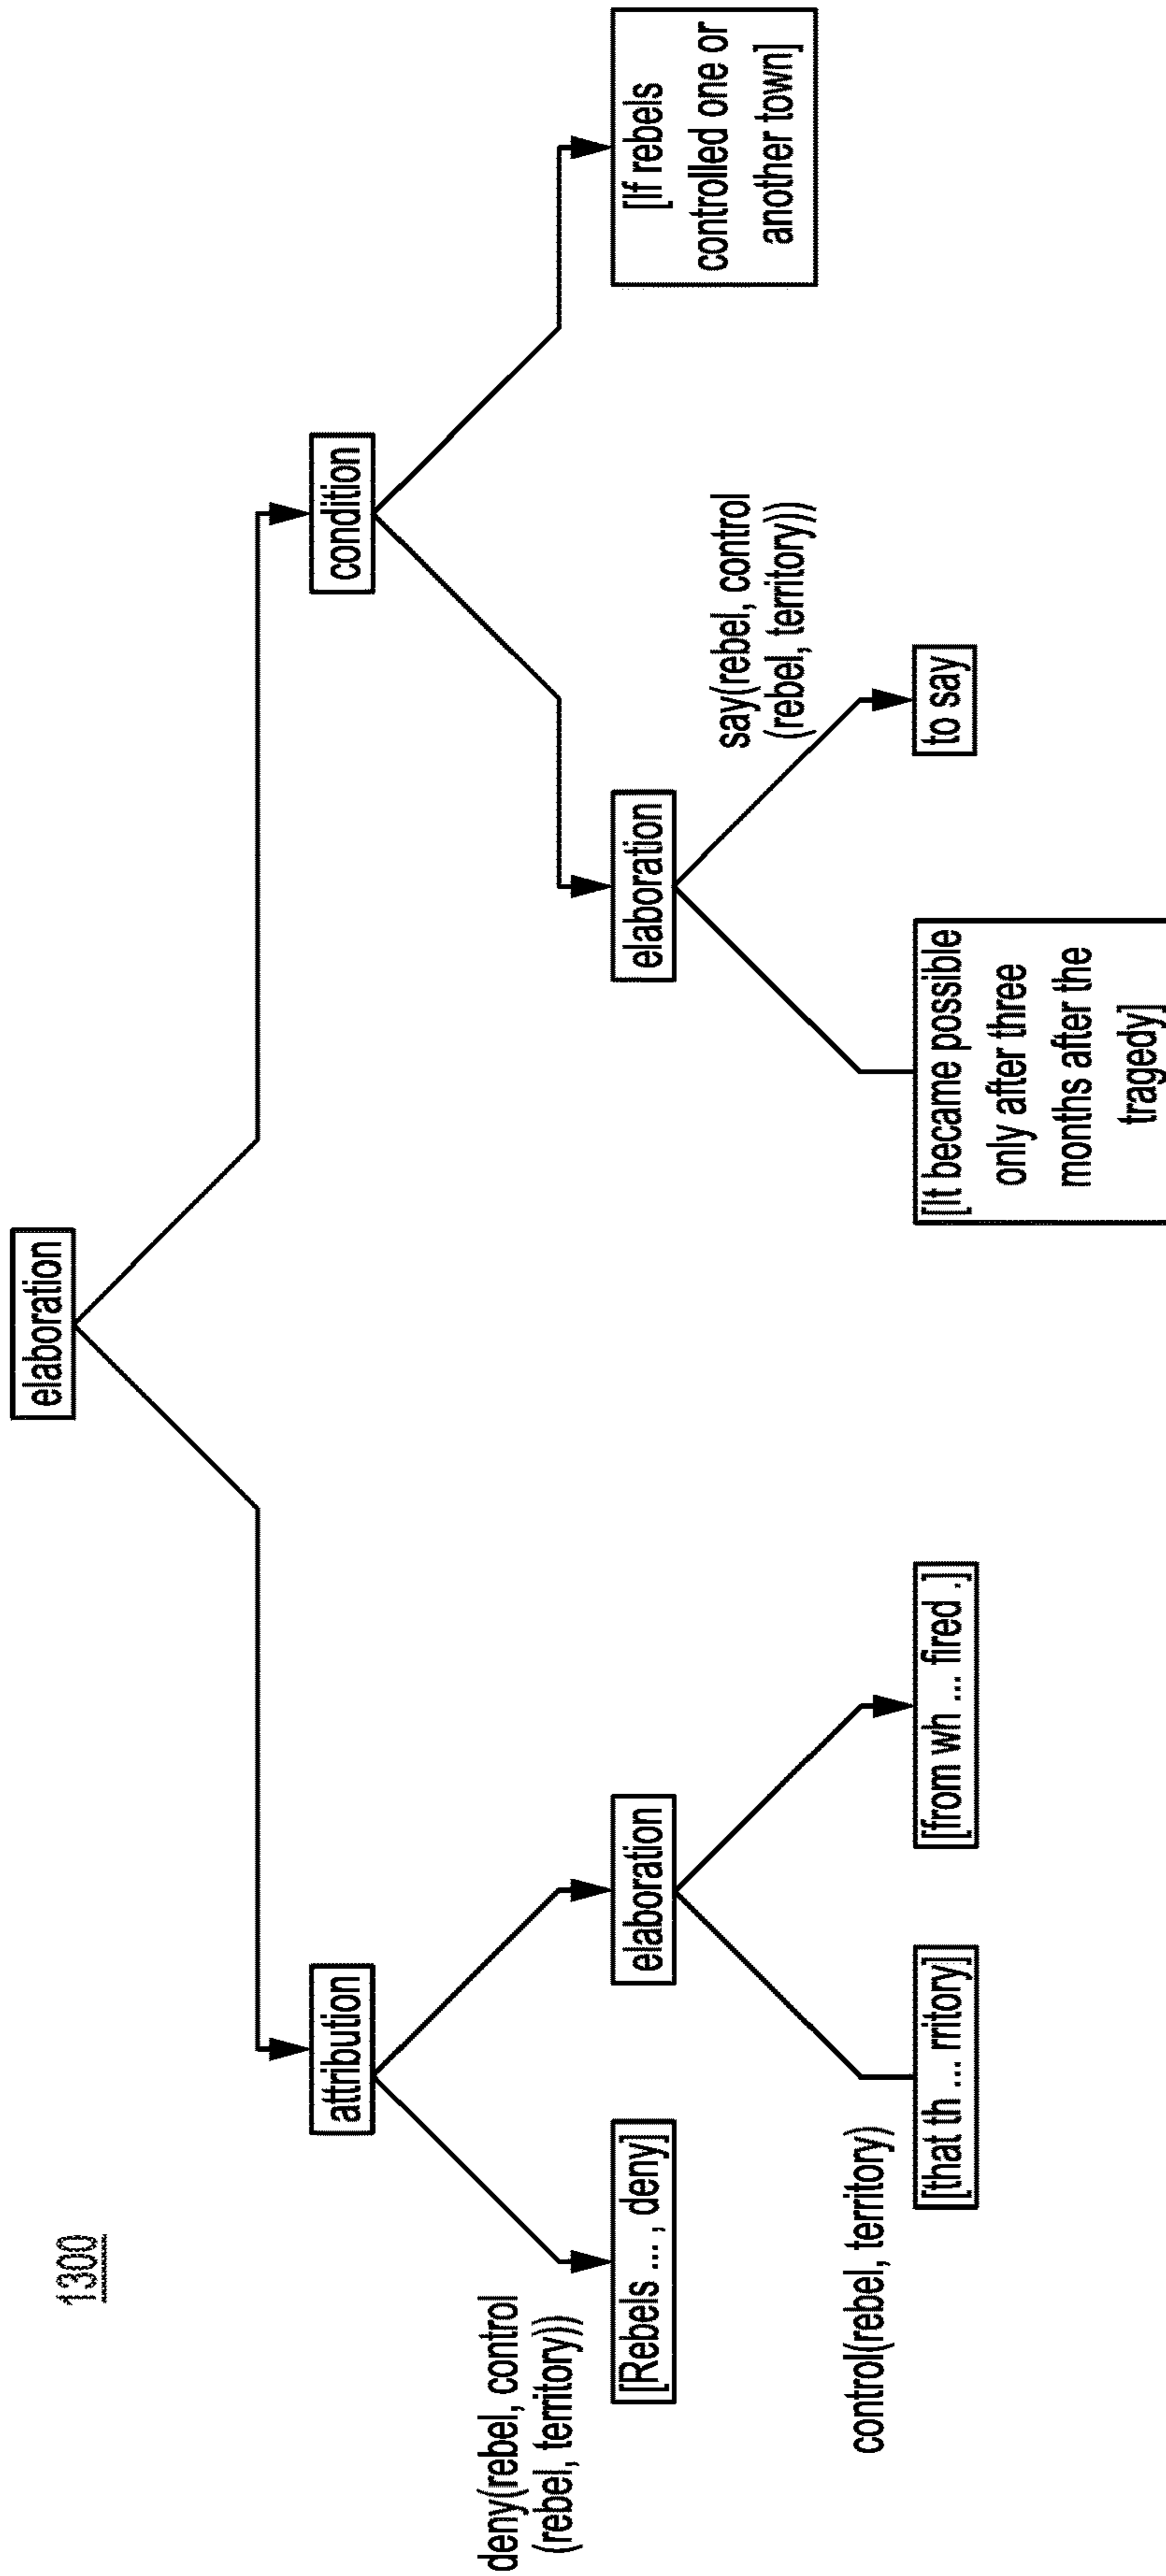 1300
elaboration
attribution
condition
deny(rebel, control
(rebel, territory))
[Rebels ... , deny]
elaboration
elaboration
[If rebels
controlled one or
another town]
control(rebel, territory)
[that th ... rritory]
[from wh ... fired .]
say(rebel, control
(rebel, territory))
[It became possible
only after three
months after the
tragedy]
to say